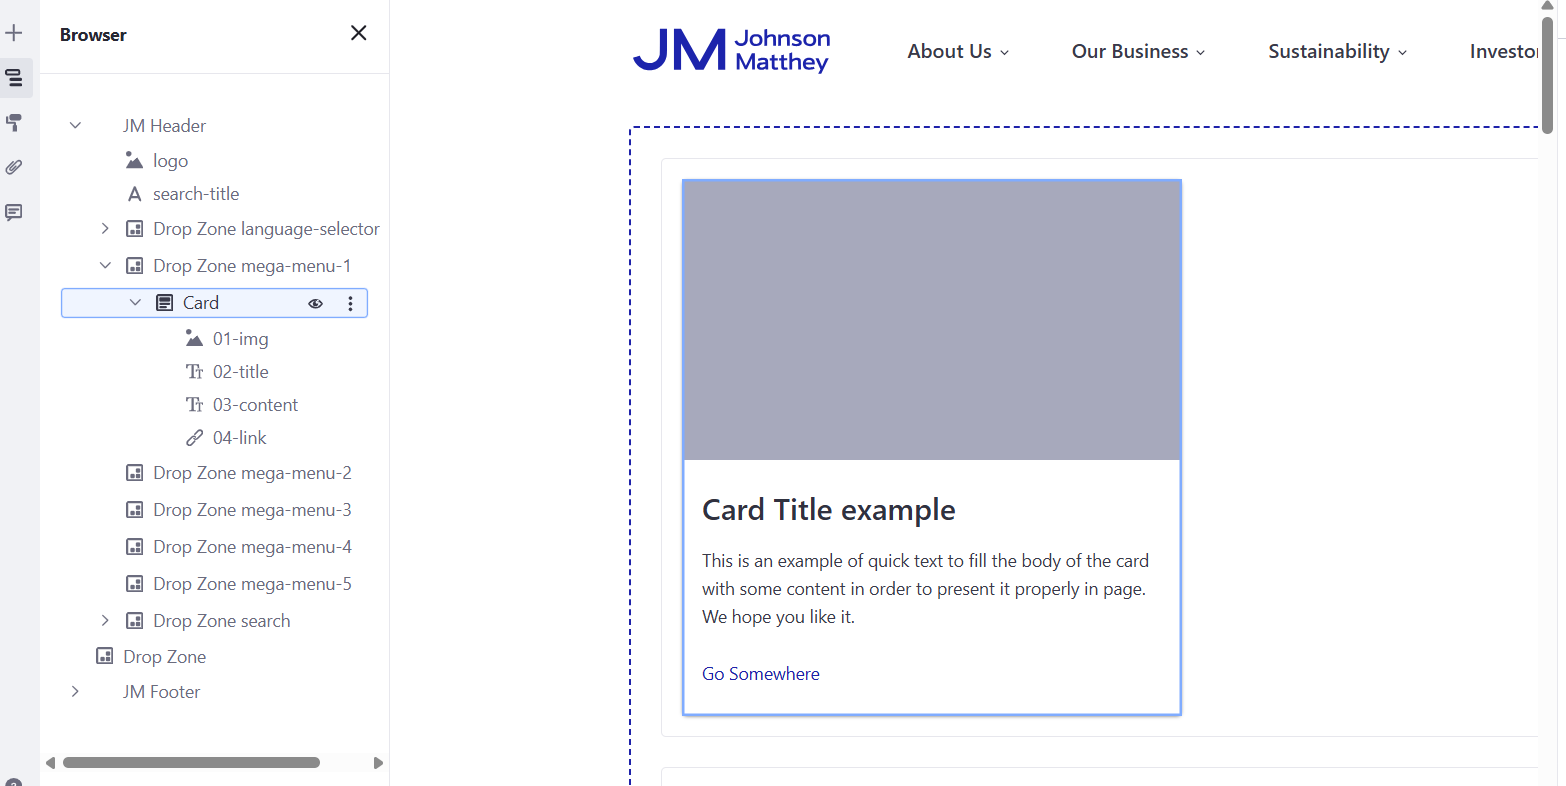 Browser
JM Header
logo
search-title
Drop Zone language-selector
Drop Zone mega-menu-1
Card
01-img
02-title
03-content
04-link
Drop Zone mega-menu-2
Drop Zone mega-menu-3
Drop Zone mega-menu-4
Drop Zone mega-menu-5
Drop Zone search
Drop Zone
JM Footer
JM Johnson
Matthey
About Us
Our Business
Sustainability
Investor
Card Title example
This is an example of quick text to fill the body of the card
with some content in order to present it properly in page.
We hope you like it.
Go Somewhere